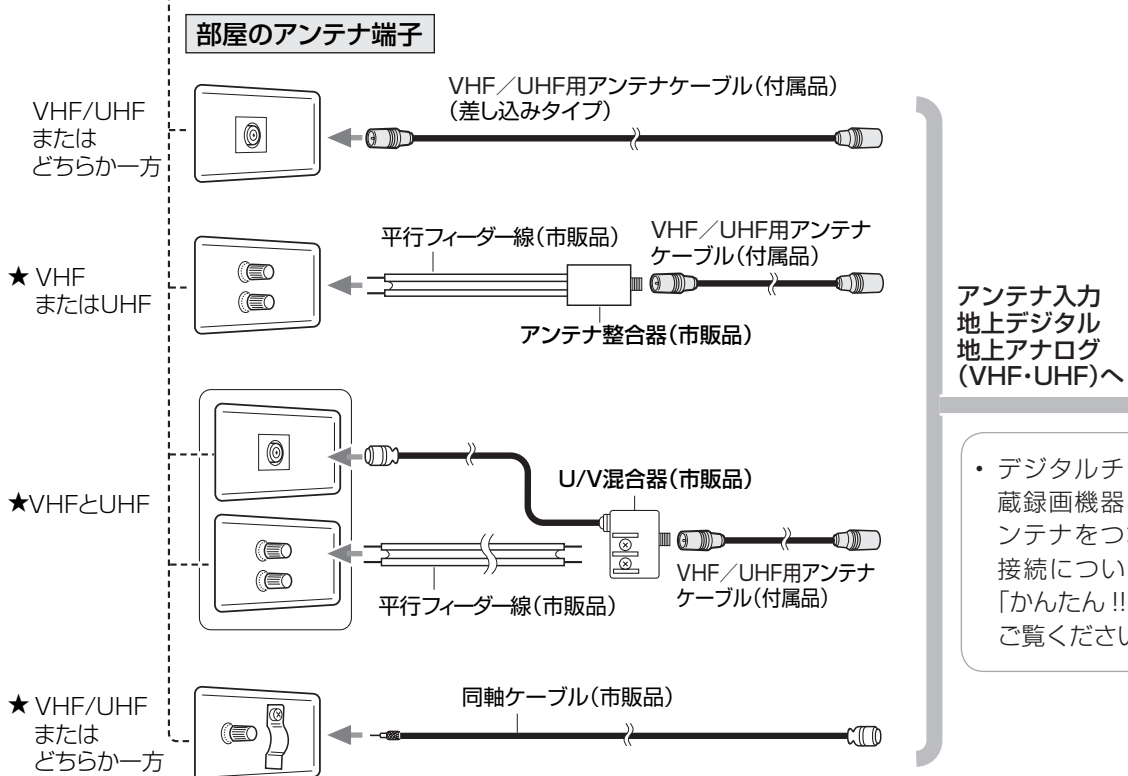 部屋のアンテナ端子
VHF/UHF
または
どちらか一方
VHF／UHF用アンテナケーブル(付属品)
(差し込みタイプ)
★ VHF
またはUHF
平行フィーダー線(市販品)
アンテナ整合器(市販品)
VHF／UHF用アンテナ
ケーブル(付属品)
★VHFとUHF
U/V混合器(市販品)
平行フィーダー線(市販品)
VHF／UHF用アンテナ
ケーブル(付属品)
★ VHF/UHF
または
どちらか一方
同軸ケーブル(市販品)
アンテナ入力
地上デジタル
地上アナログ
(VHF･UHF)へ
・ デジタルチ
蔵録画機器
ンテナをつ
接続につい
「かんたん!!
ご覧ください